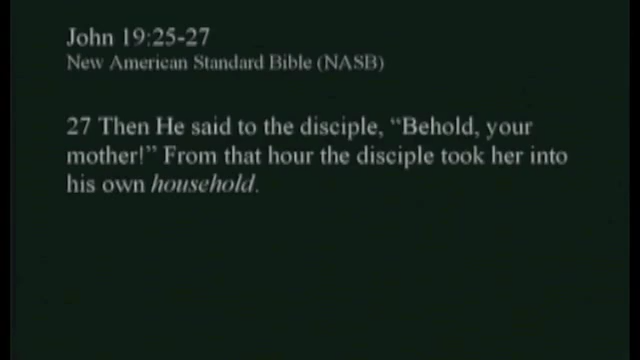 John 19:25-27
New American Standard Bible (NASB)
27 Then He said to the disciple, “Behold, your
mother!” From that hour the disciple took her into
his own household.